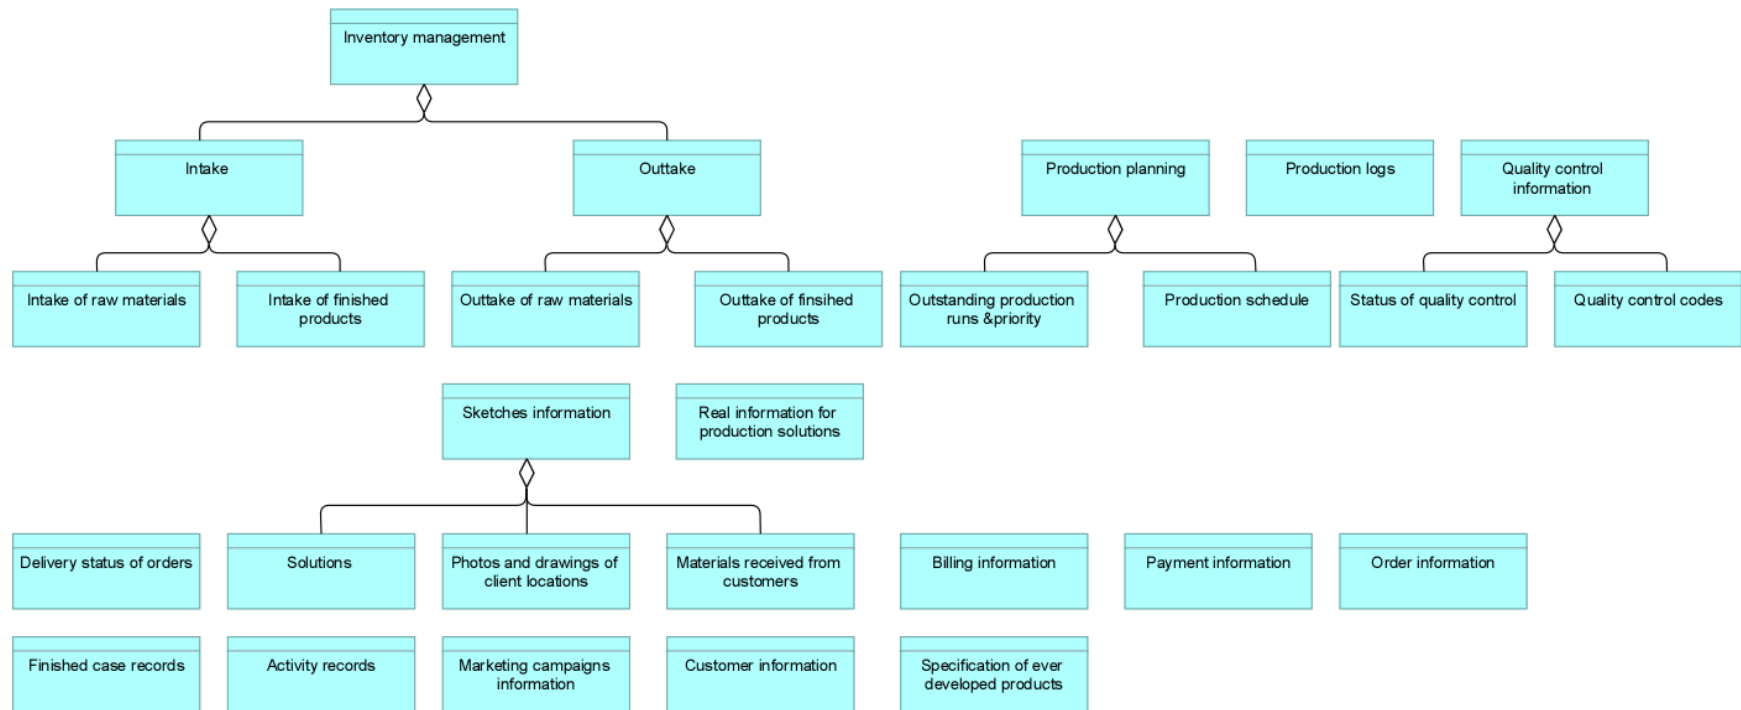 Inventory management
Intake
Outtake
Production planning
Production logs
Quality control
information
Intake of raw materials
Intake of finished
products
Outtake of raw materials
Outtake of finsihed
products
Outstanding production
runs &priority
Production schedule
Status of quality control
Quality control codes
Sketches information
Real information for
production solutions
Delivery status of orders
Solutions
Photos and drawings of
client locations
Materials received from
customers
Billing information
Payment information
Order information
Finished case records
Activity records
Marketing campaigns
information
Customer information
Specification of ever
developed products